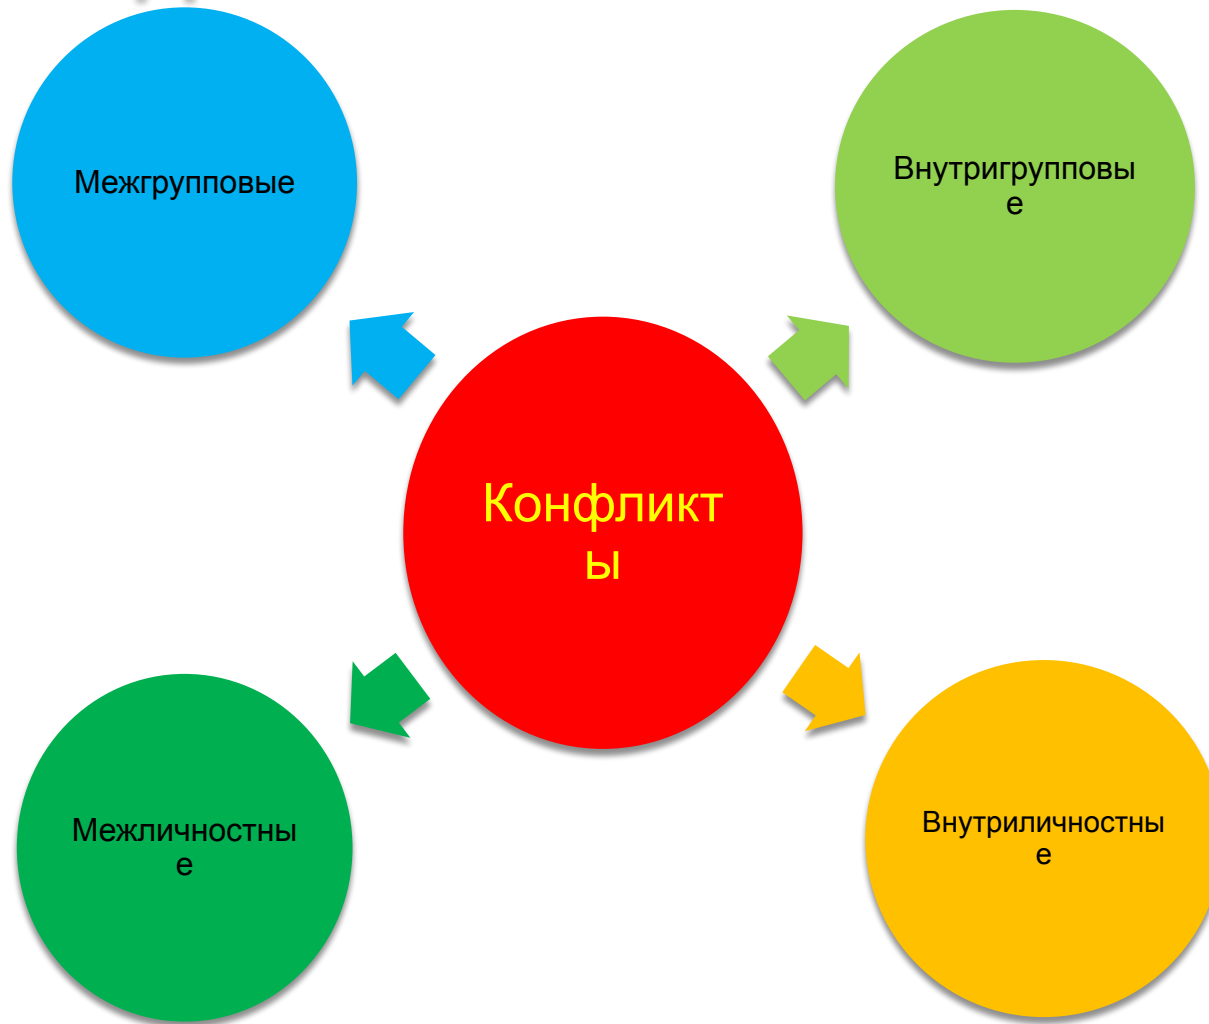 Межгрупповые
Внутригрупповы
е
Конфликт
ы
Межличностны
е
Внутриличностны
е